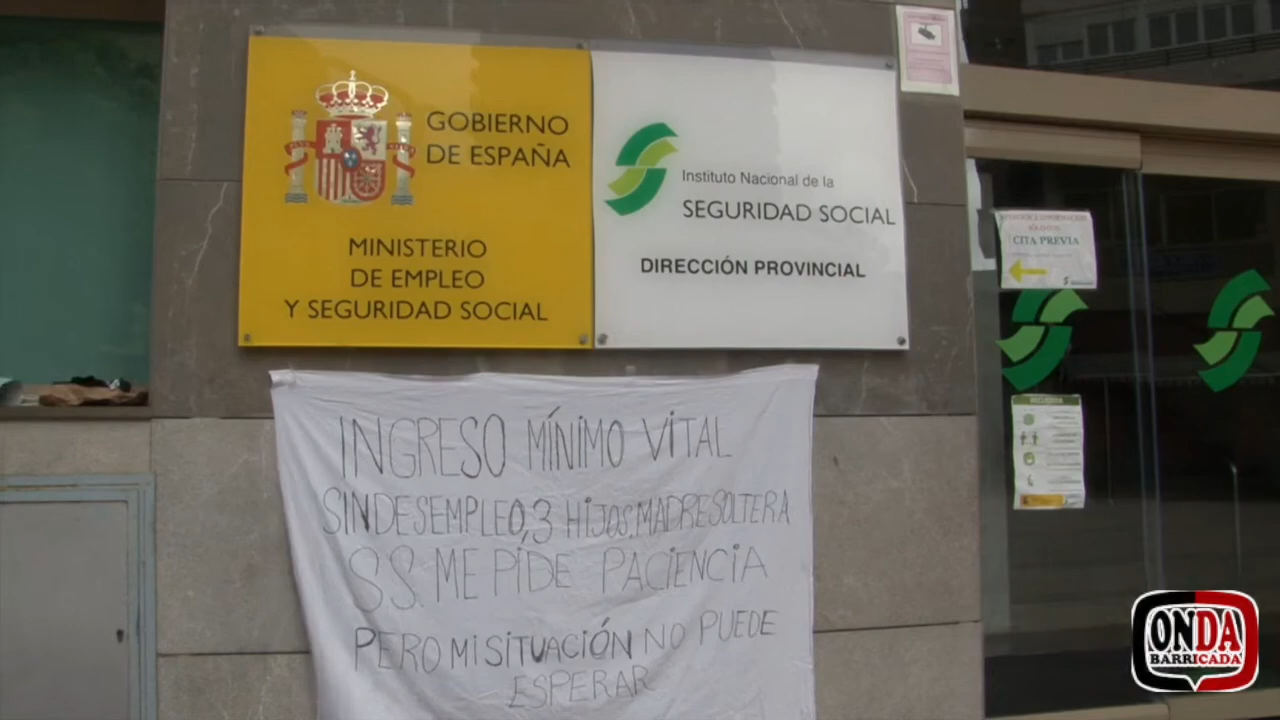 GOBIERNO
DE ESPAÑA
MINISTERIO
DE EMPLEO
Y SEGURIDAD SOCIAL
Instituto Nacional de la
SEGURIDAD SOCIAL
DIRECCIÓN PROVINCIAL
CITA PREVIA
INGRESO MÍNIMO VITAL
SIN DESEMPLEO, 3 HIJOS. MADRE SOLTERA
S.S. ME PIDE PACIENCIA
PERO MI SITUACIÓN NO PUEDE
ESPERAR
ONDA
BARRICADA